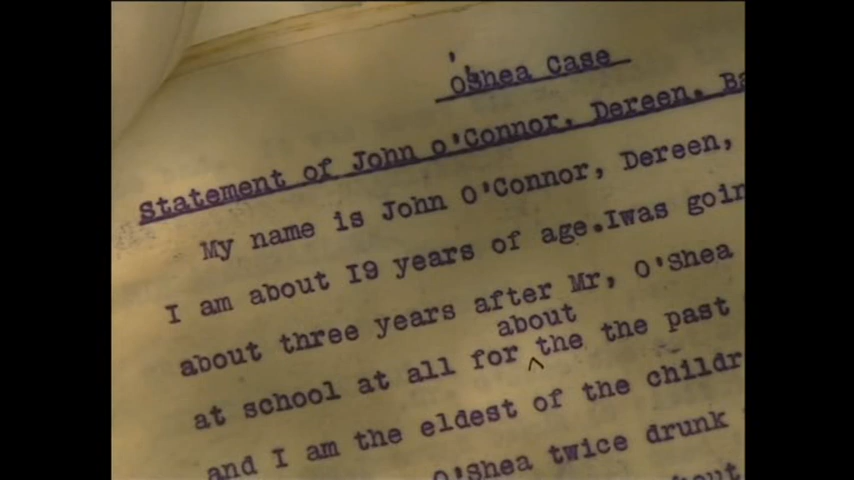 O'Shea Case
Statement of John O'Connor, Dereen, Ba
My name is John O'Connor, Dereen,
I am about I9 years of age.Iwas goin
about three years after Mr, O'Shea
about
at school at all for the the past
and I am the eldest of the childr
O'Shea twice drunk